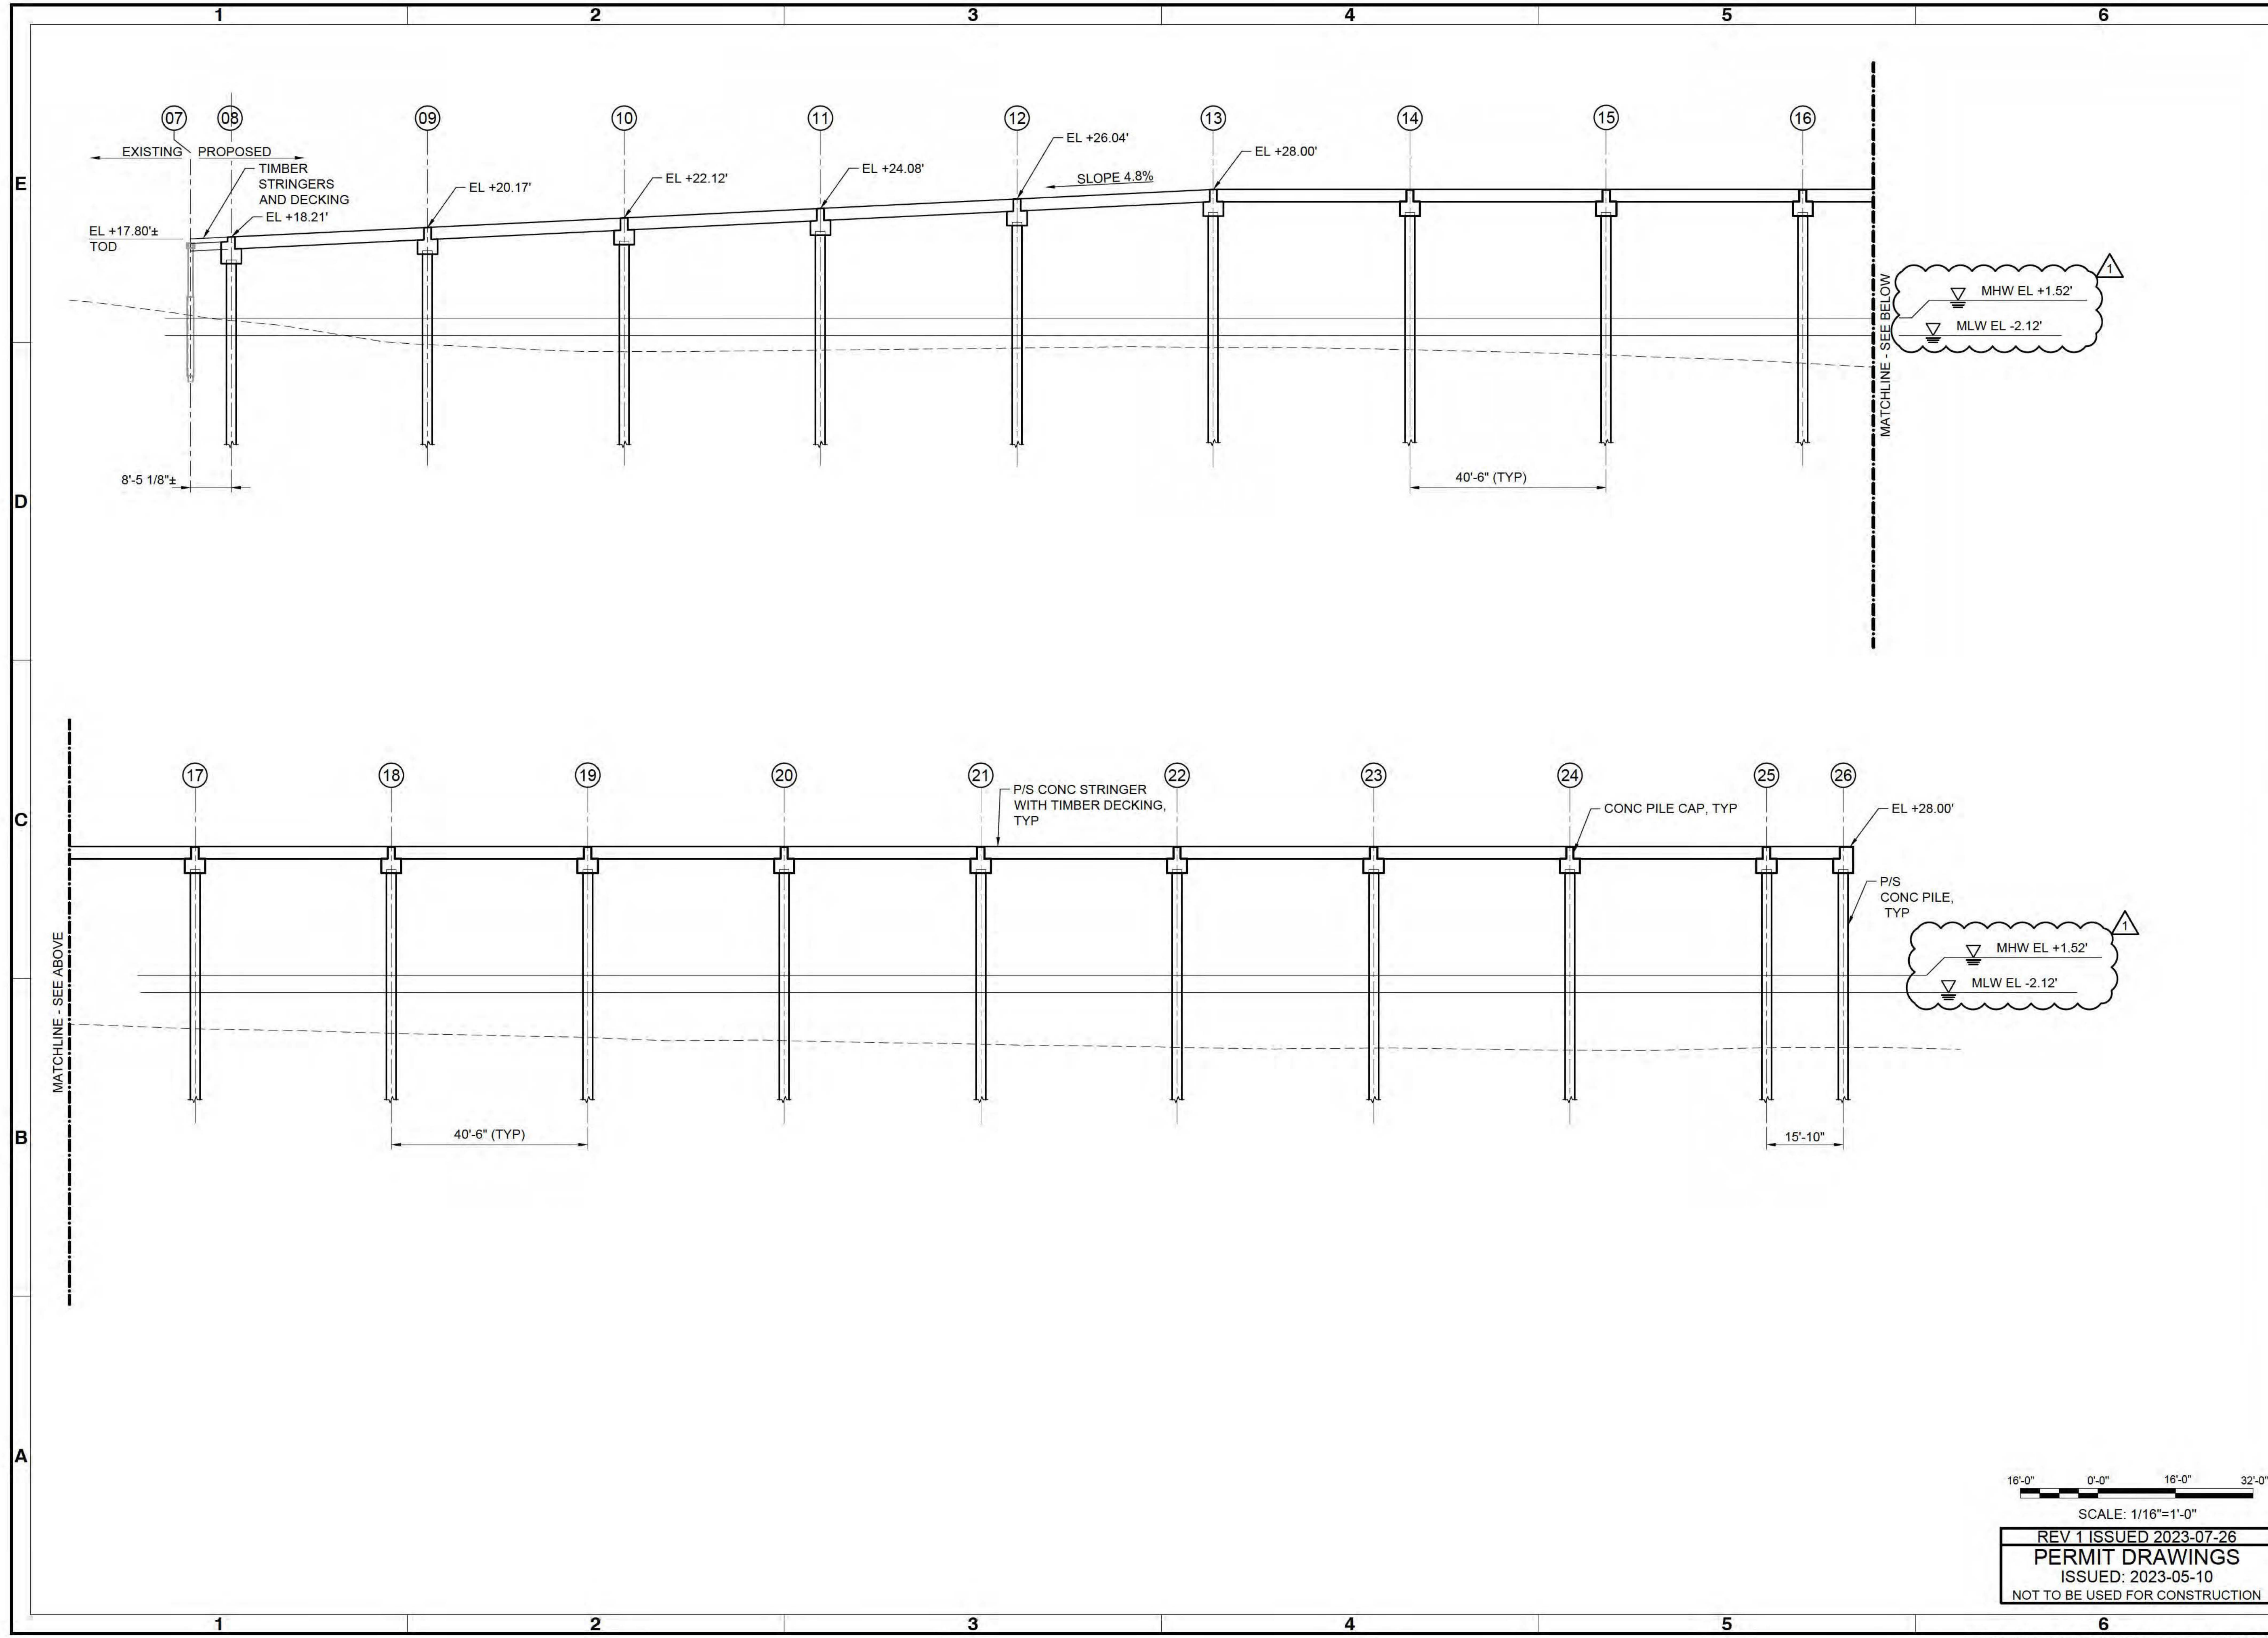 1 2 3 4 5 6
07 08 09 10 11 12 13 14 15 16
EXISTING PROPOSED
TIMBER
STRINGERS
AND DECKING
EL +17.80'±
TOD
EL +18.21'
EL +20.17'
EL +22.12'
EL +24.08'
EL +26.04'
SLOPE 4.8%
EL +28.00'
E
MATCHLINE - SEE BELOW
1
MHW EL +1.52'
MLW EL -2.12'
8'-5 1/8"±
40'-6" (TYP)
D
17 18 19 20 21 22 23 24 25 26
P/S CONC STRINGER
WITH TIMBER DECKING,
TYP
CONC PILE CAP, TYP
EL +28.00'
C
P/S
CONC PILE,
TYP
MATCHLINE - SEE ABOVE
1
MHW EL +1.52'
MLW EL -2.12'
40'-6" (TYP)
15'-10"
B
A
16'-0" 0'-0" 16'-0" 32'-0"
SCALE: 1/16"=1'-0"
REV 1 ISSUED 2023-07-26
PERMIT DRAWINGS
ISSUED: 2023-05-10
NOT TO BE USED FOR CONSTRUCTION
1 2 3 4 5 6